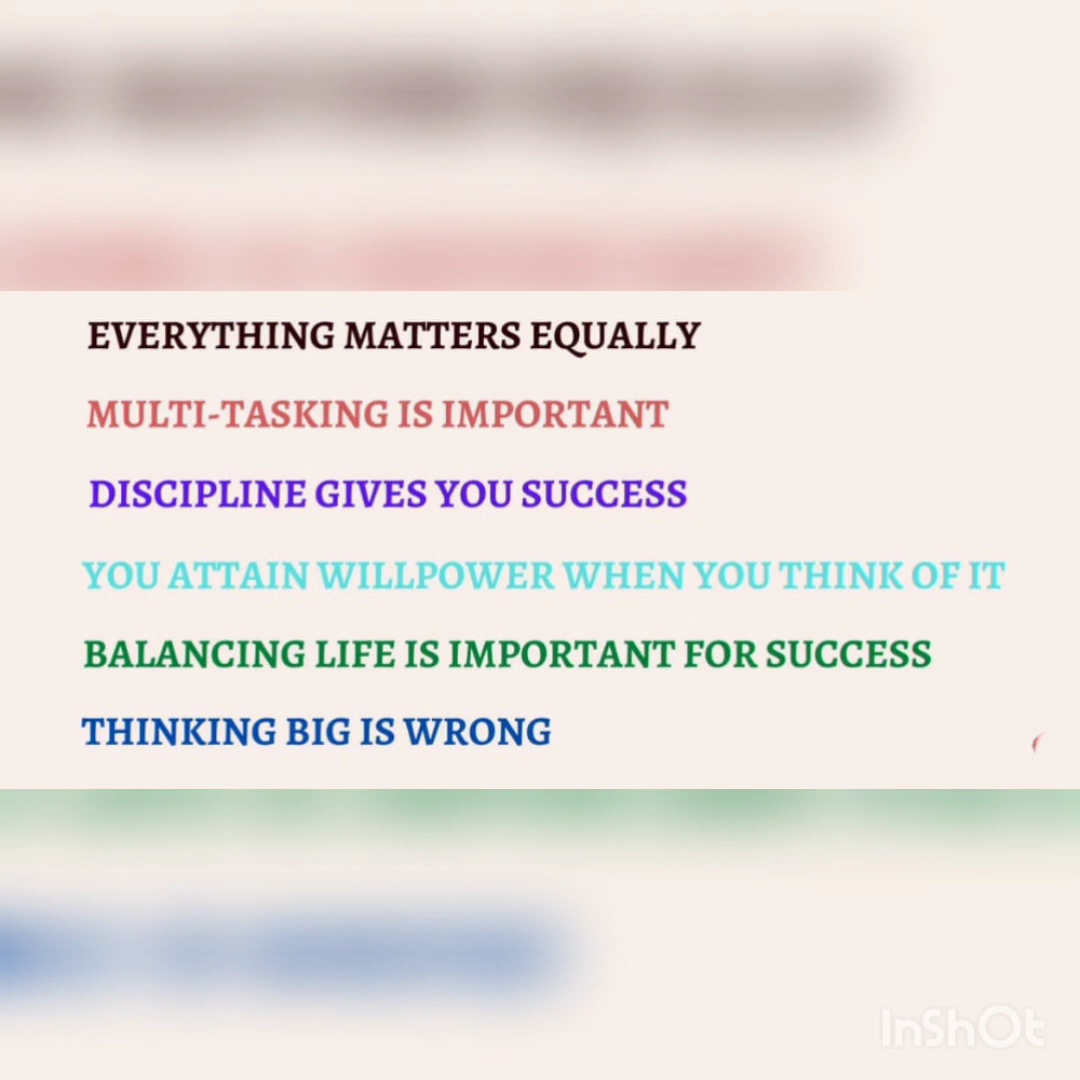 EVERYTHING MATTERS EQUALLY
MULTI-TASKING IS IMPORTANT
DISCIPLINE GIVES YOU SUCCESS
YOU ATTAIN WILLPOWER WHEN YOU THINK OF IT
BALANCING LIFE IS IMPORTANT FOR SUCCESS
THINKING BIG IS WRONG
InShOt